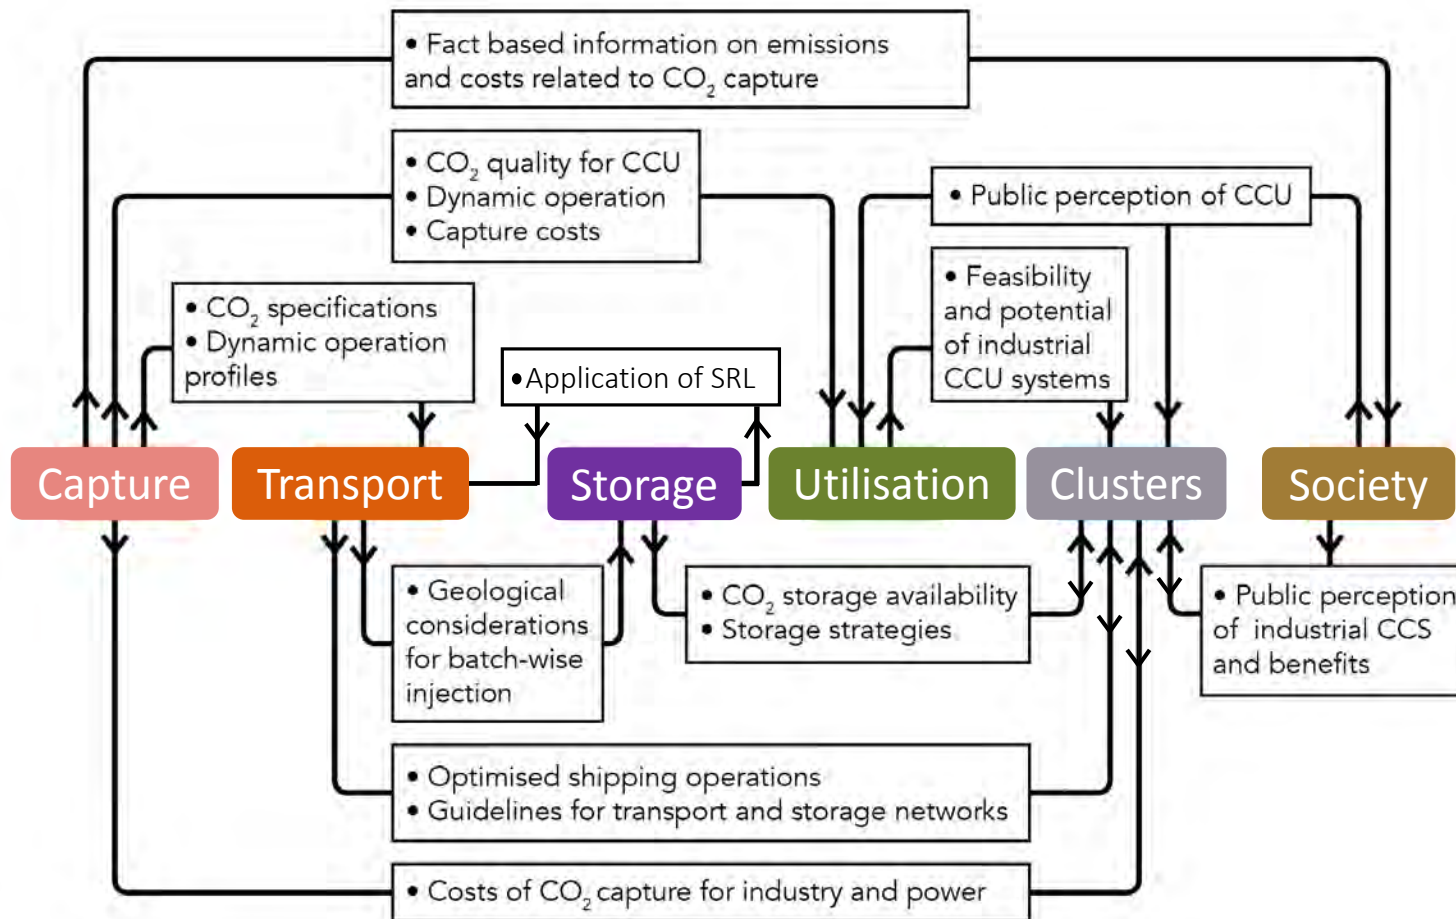 • Fact based information on emissions
and costs related to CO₂ capture
• CO₂ quality for CCU
• Dynamic operation
• Capture costs
• Public perception of CCU
• Feasibility
and potential
of industrial
CCU systems
• CO₂ specifications
• Dynamic operation
profiles
• Application of SRL
Capture
Transport
Storage
Utilisation
Clusters
Society
• Geological
considerations
for batch-wise
injection
• CO₂ storage availability
• Storage strategies
• Public perception
of industrial CCS
and benefits
• Optimised shipping operations
• Guidelines for transport and storage networks
• Costs of CO₂ capture for industry and power